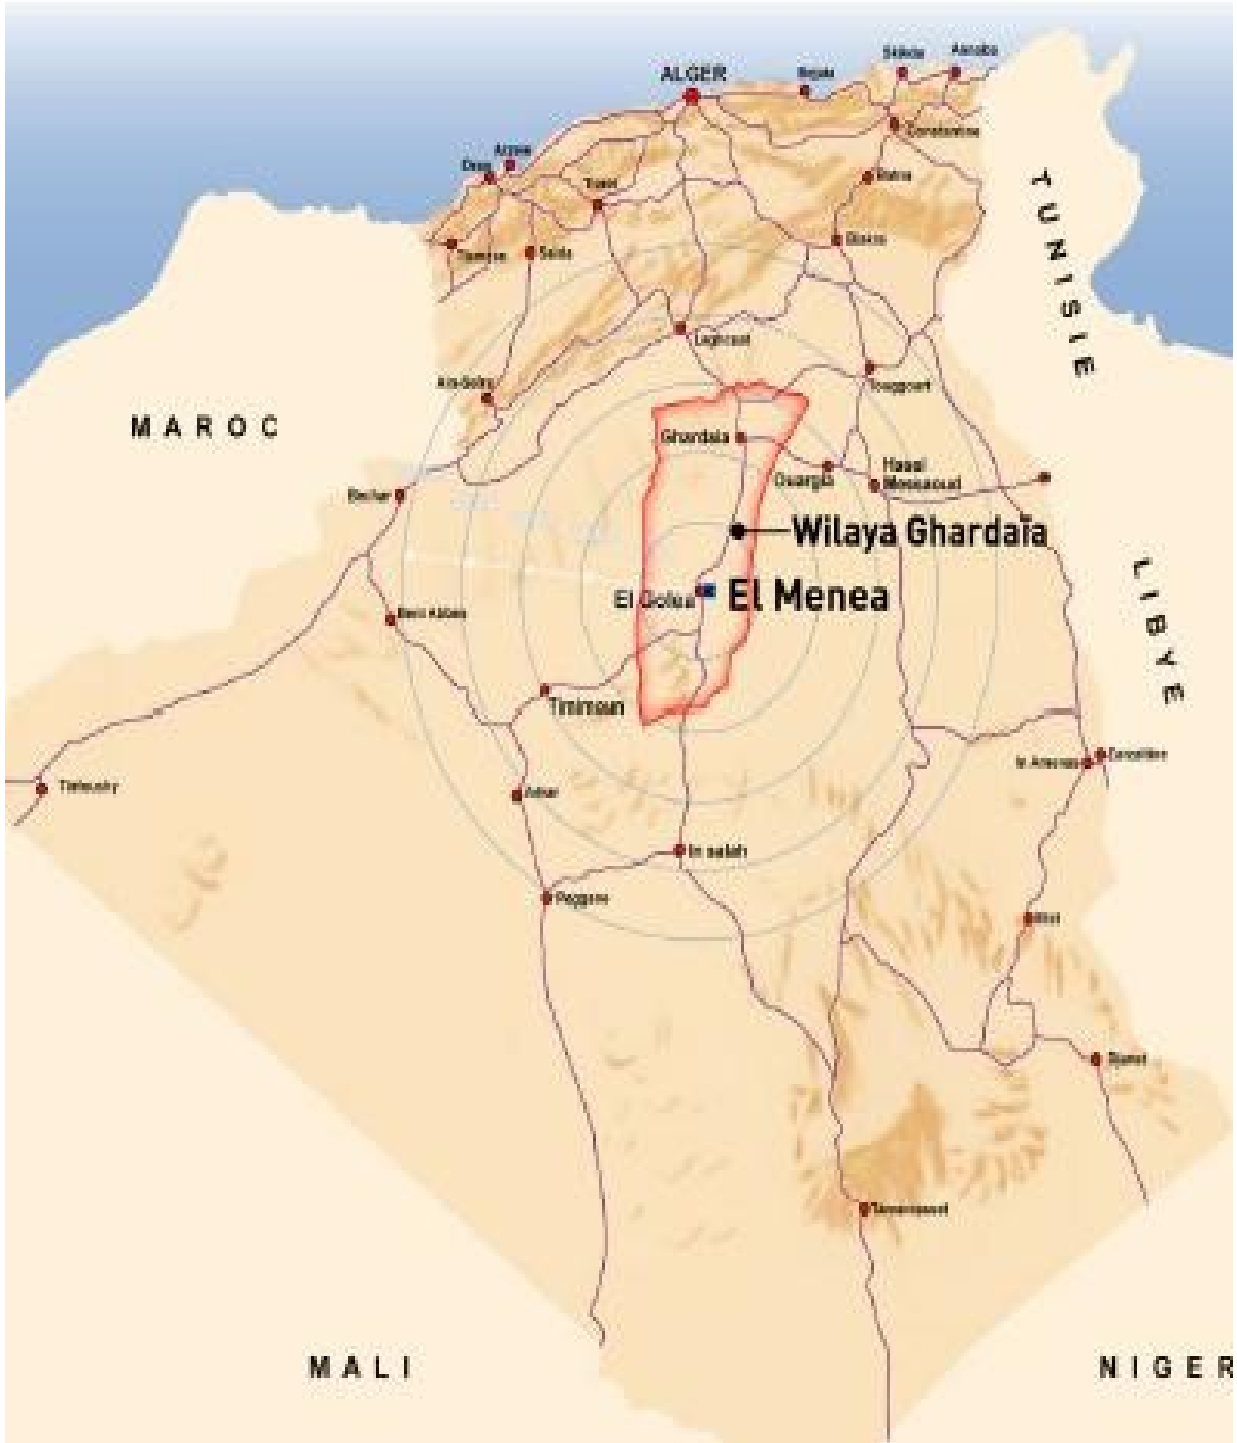 Skikda
Annaba
ALGER
Bejaia
Constantine
Arzew
Oran
Tiaret
Batna
TUNISIE
Biskra
Tlemcen
Saida
Laghouat
Touggourt
Ain-Sefra
MAROC
Ghardaia
Ouargla
Hassi
Messaoud
Bechar
Wilaya Ghardaïa
LIBYE
El Golea
El Menea
Beni Abbes
Timimoun
In Amenas
Adrar
In salah
Reggane
Illizi
Djanet
Tamanrasset
MALI
NIGER